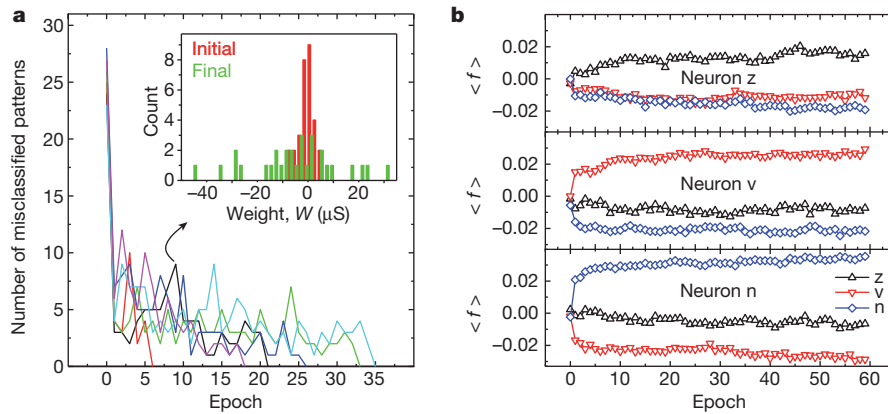 a
Number of misclassified patterns
30
25
20
15
10
5
0
0 5 10 15 20 25 30 35
Epoch
Initial
Final
Count
8
6
4
2
0
−40 −20 0 20
Weight, W (μS)
b
< f >
0.02
0.00
−0.02
Neuron z
< f >
0.02
0.00
−0.02
Neuron v
< f >
0.02
0.00
−0.02
Neuron n
z
v
n
0 10 20 30 40 50 60
Epoch